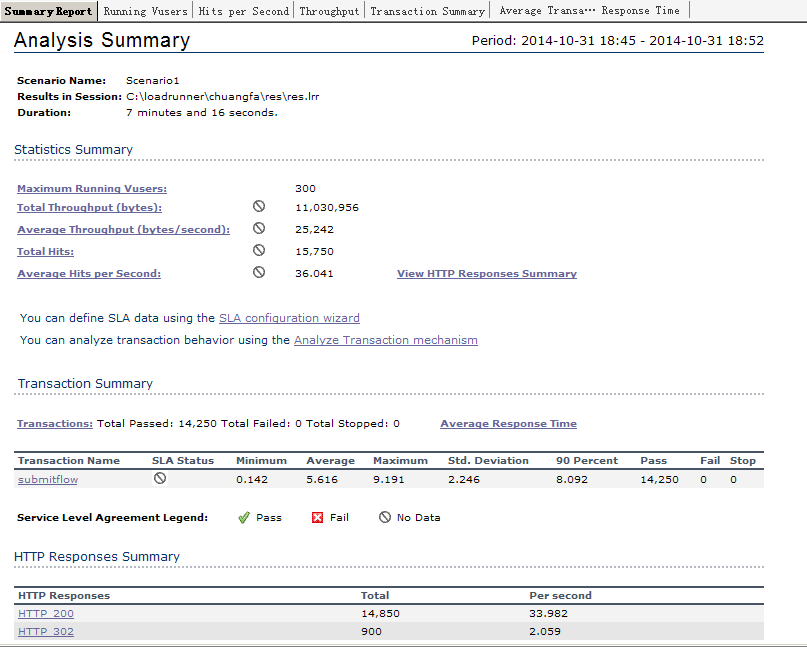 Summary Report Running Vusers Hits per Second Throughput Transaction Summary Average Transa… Response Time
Analysis Summary Period: 2014-10-31 18:45 - 2014-10-31 18:52
Scenario Name: Scenario1
Results in Session: C:\loadrunner\chuangfa\res\res.lrr
Duration: 7 minutes and 16 seconds.
Statistics Summary
Maximum Running Vusers: 300
Total Throughput (bytes): 11,030,956
Average Throughput (bytes/second): 25,242
Total Hits: 15,750
Average Hits per Second: 36.041 View HTTP Responses Summary
You can define SLA data using the SLA configuration wizard
You can analyze transaction behavior using the Analyze Transaction mechanism
Transaction Summary
Transactions: Total Passed: 14,250 Total Failed: 0 Total Stopped: 0 Average Response Time
Transaction Name SLA Status Minimum Average Maximum Std. Deviation 90 Percent Pass Fail Stop
submitflow 0.142 5.616 9.191 2.246 8.092 14,250 0 0
Service Level Agreement Legend: Pass Fail No Data
HTTP Responses Summary
HTTP Responses Total Per second
HTTP_200 14,850 33.982
HTTP_302 900 2.059